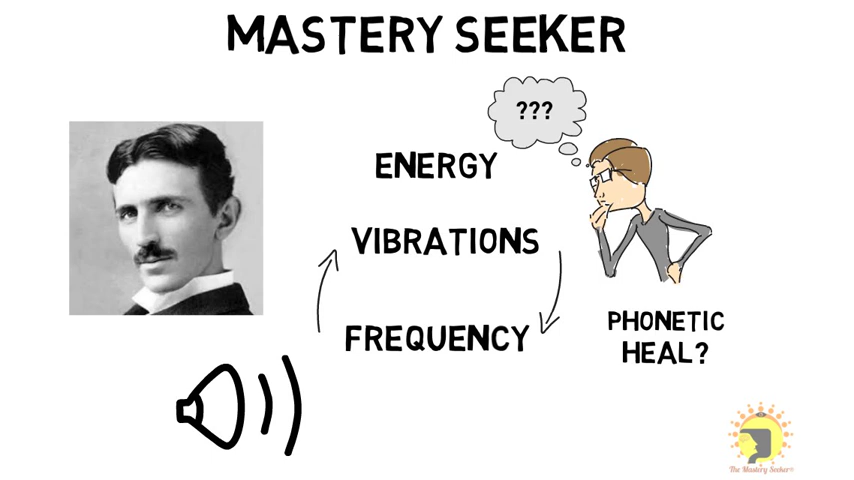 MASTERY SEEKER
???
ENERGY
VIBRATIONS
FREQUENCY
PHONETIC
HEAL?
The Mastery Seeker®